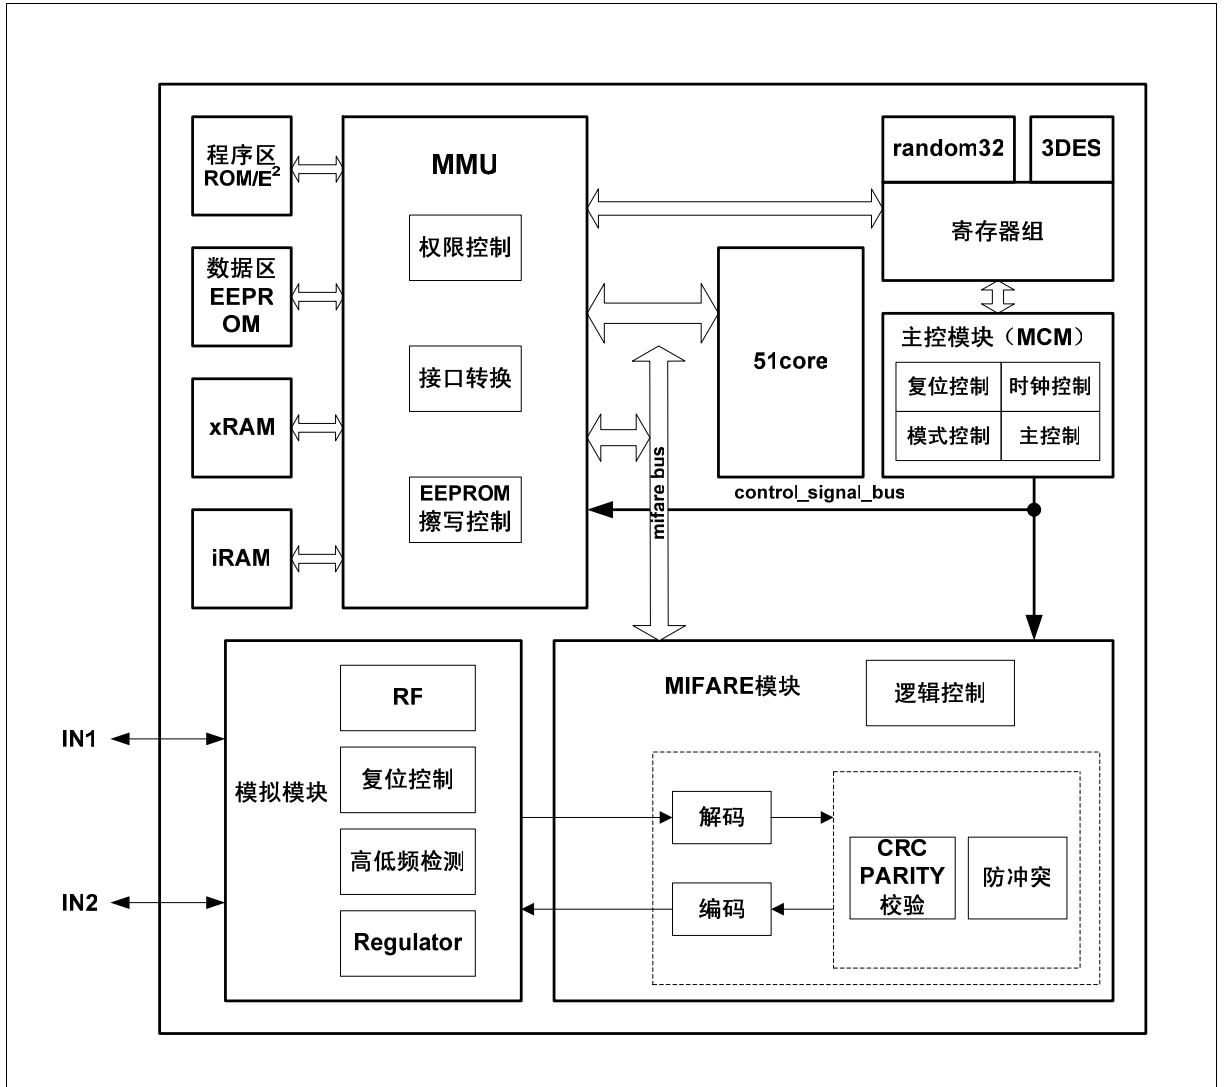 程序区
ROM/E²
数据区
EEPR
OM
xRAM
iRAM
MMU
权限控制
接口转换
EEPROM
擦写控制
random32
3DES
寄存器组
51core
主控模块（MCM）
复位控制
时钟控制
模式控制
主控制
control_signal_bus
mifare bus
IN1
IN2
模拟模块
RF
复位控制
高低频检测
Regulator
MIFARE模块
逻辑控制
解码
编码
CRC
PARITY
校验
防冲突